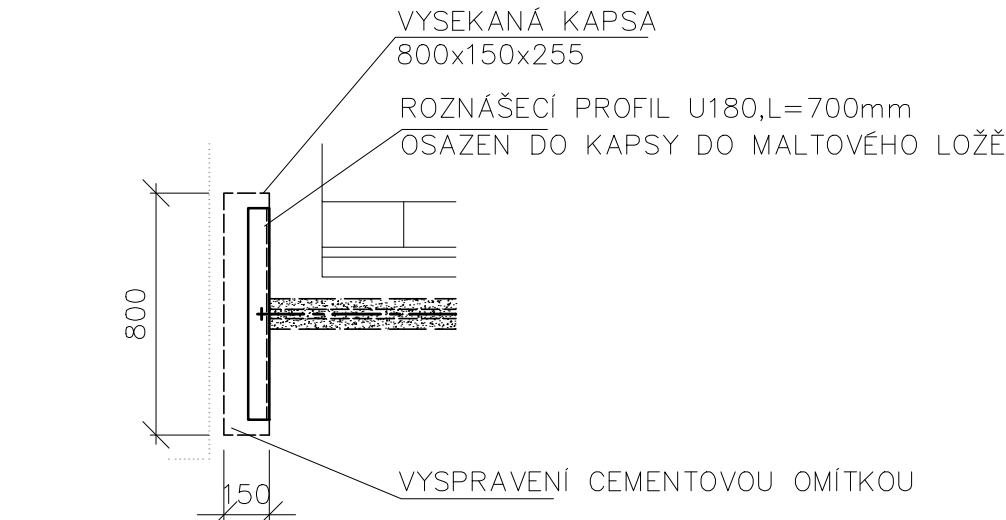 VYSEKANÁ KAPSA
800x150x255
ROZNÁŠECÍ PROFIL U180,L=700mm
OSAZEN DO KAPSY DO MALTOVÉHO LOŽE
800
VYSPRAVENÍ CEMENTOVOU OMÍTKOU
150